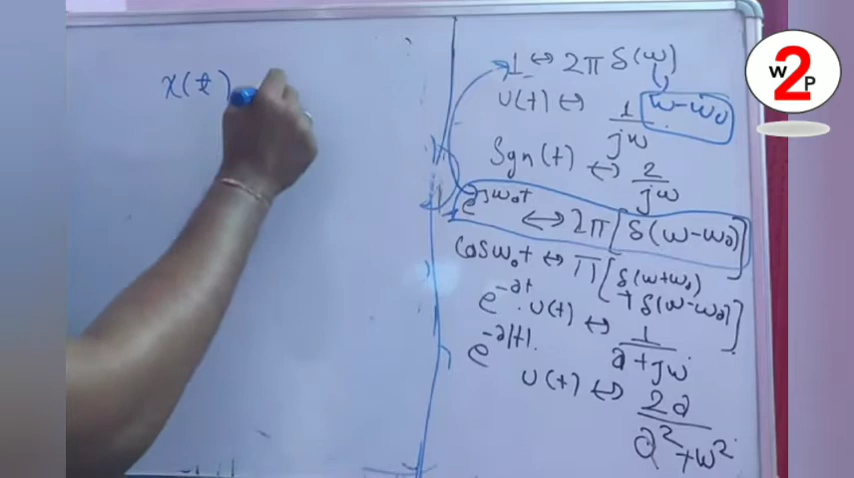 x(t)
1 ↔ 2π δ(ω)
ω-ω₀
U(t) ↔ 1/jω
Sgn(t) ↔ 2/jω
e^jω₀t ↔ 2π[δ(ω-ω₀)]
cosω₀t ↔ π[δ(ω+ω₀)
+δ(ω-ω₀)]
e^-at . U(t) ↔ 1/a+jω
e^-a|t|.
U(t) ↔ 2a/a²+ω²
W2P